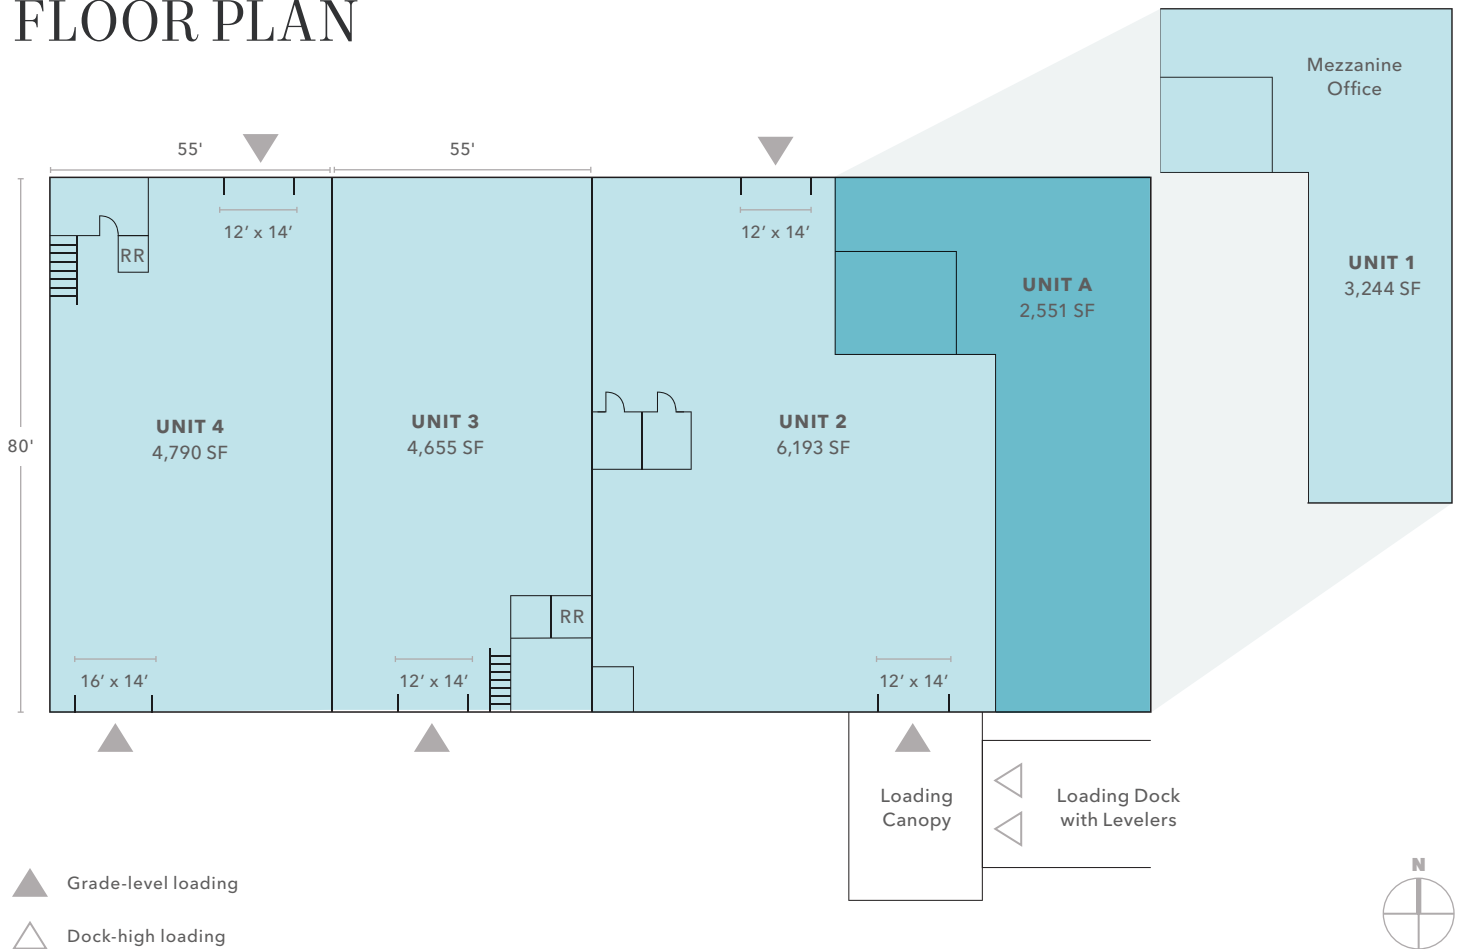 FLOOR PLAN
Mezzanine
Office
55'
55'
12’ x 14’
12’ x 14’
RR
UNIT 1
3,244 SF
UNIT A
2,551 SF
UNIT 4
4,790 SF
UNIT 3
4,655 SF
UNIT 2
6,193 SF
80'
RR
16’ x 14’
12’ x 14’
12’ x 14’
Loading
Canopy
Loading Dock
with Levelers
N
Grade-level loading
Dock-high loading